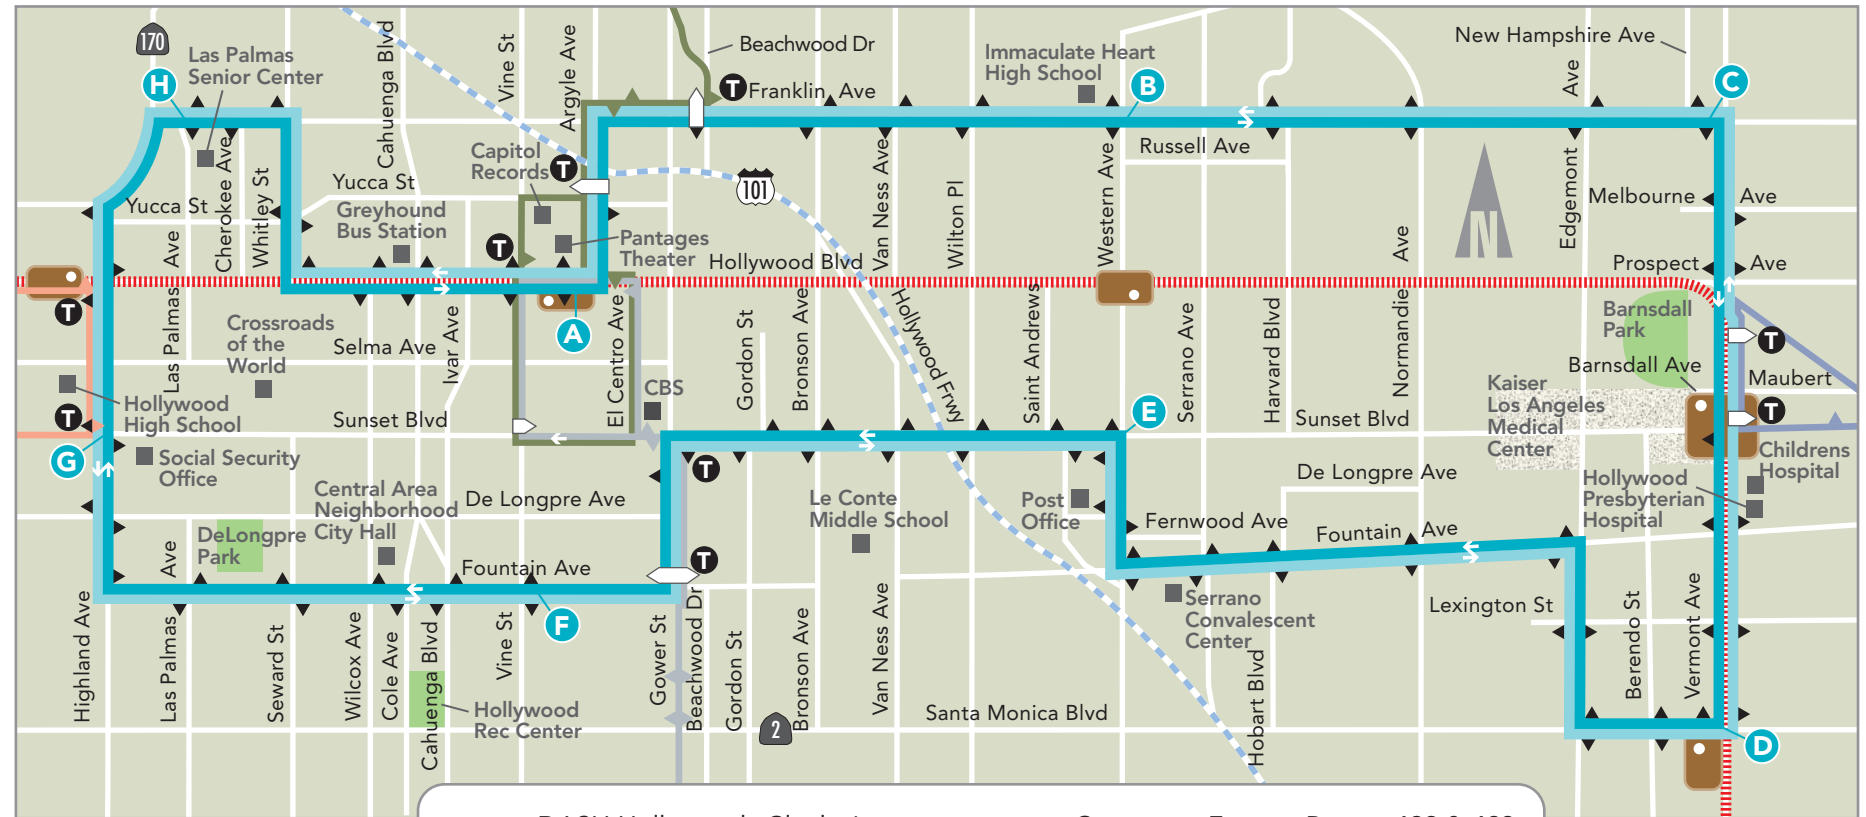 170
Las Palmas
Senior Center
H
Cahuenga Blvd
Vine St
Argyle Ave
Beachwood Dr
T
Franklin Ave
Immaculate Heart
High School
B
New Hampshire Ave
Ave
C
Capitol
Records
T
Russell Ave
Yucca St
Yucca St
Cherokee Ave
Whitley St
Greyhound
Bus Station
T
101
Pantages
Theater
Van Ness Ave
Wilton Pl
Western Ave
N
Edgemont
Melbourne Ave
Ave
Ave
Hollywood Blvd
Prospect Ave
T
Las Palmas
Crossroads
of the
World
Selma Ave
Ivar Ave
A
El Centro Ave
Gordon St
Bronson Ave
Hollywood Frwy
Saint Andrews
Serrano Ave
Harvard Blvd
Normandie
Barnsdall
Park
T
Barnsdall Ave
Maubert
CBS
Kaiser
Los Angeles
Medical
Center
T
Hollywood
High School
T
Sunset Blvd
E
Sunset Blvd
G
Social Security
Office
T
Childrens
Hospital
De Longpre Ave
Central Area
Neighborhood
City Hall
De Longpre Ave
Le Conte
Middle School
Post
Office
Hollywood
Presbyterian
Hospital
Fernwood Ave
Fountain Ave
DeLongpre
Park
Ave
Fountain Ave
T
Serrano
Convalescent
Center
Lexington St
F
Highland Ave
Las Palmas
Seward St
Wilcox Ave
Cole Ave
Cahuenga Blvd
Vine St
Gower St
Beachwood Dr
Gordon St
Bronson Ave
Van Ness Ave
Hobart Blvd
Berendo St
Vermont Ave
Hollywood
Rec Center
2
Santa Monica Blvd
D